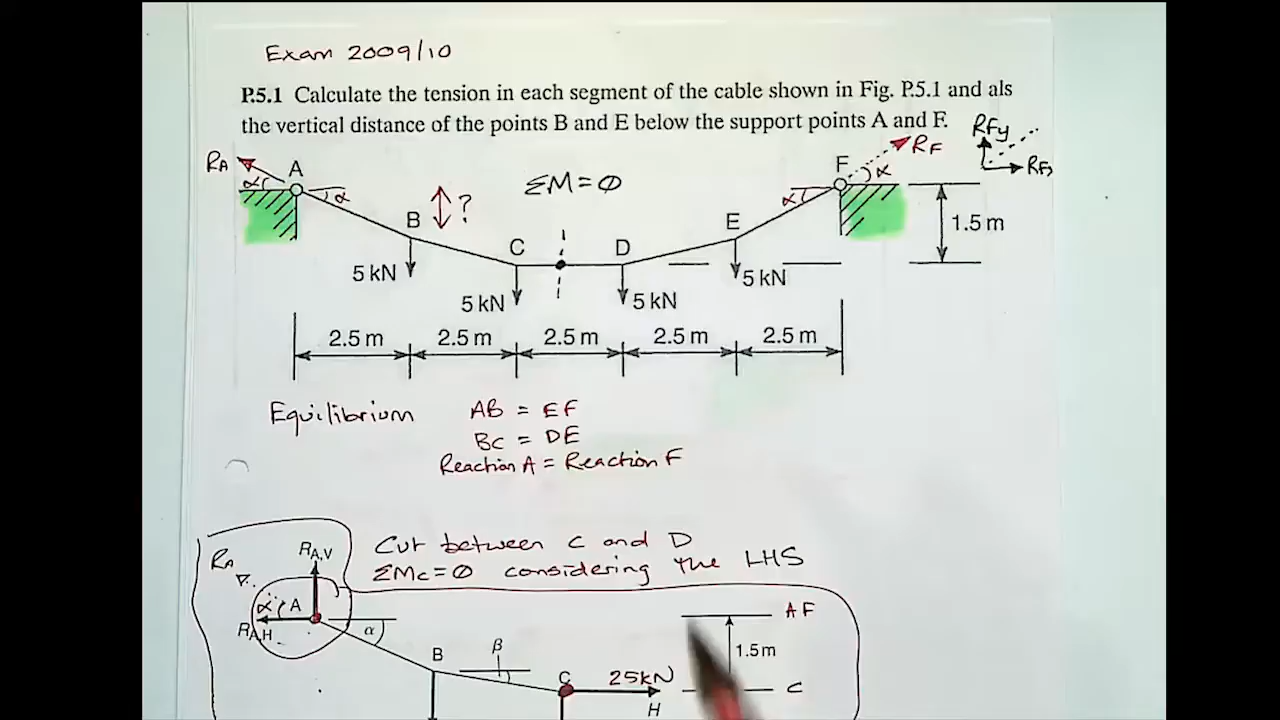 Exam 2009/10
P.5.1 Calculate the tension in each segment of the cable shown in Fig. P.5.1 and als
the vertical distance of the points B and E below the support points A and F.
RFy
RA A F RF RFx
α α ΣM=0 α α
B ? E 1.5 m
C D
5 kN 5 kN
5 kN 5 kN
2.5 m 2.5 m 2.5 m 2.5 m 2.5 m
Equilibrium AB = EF
BC = DE
Reaction A = Reaction F
Cut between C and D
RA RA,V ΣMc=0 considering the LHS
α A AF
RA,H α
B β 1.5m
C 25kN C
H